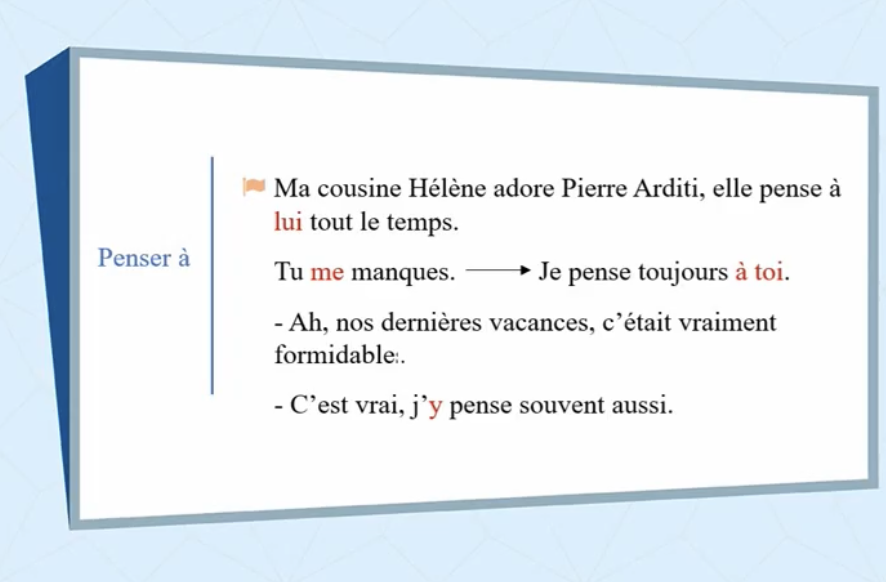 Penser à
Ma cousine Hélène adore Pierre Arditi, elle pense à
lui tout le temps.
Tu me manques. → Je pense toujours à toi.
- Ah, nos dernières vacances, c’était vraiment
formidable:.
- C’est vrai, j’y pense souvent aussi.